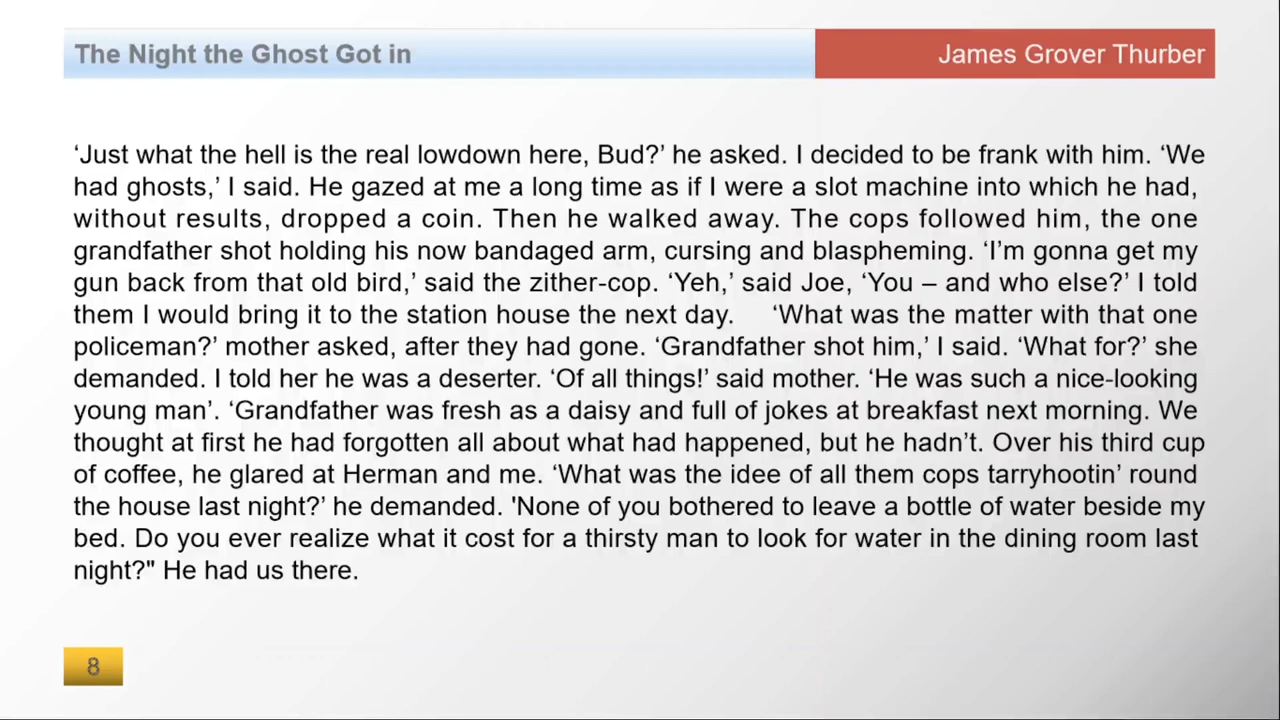 The Night the Ghost Got in
James Grover Thurber
‘Just what the hell is the real lowdown here, Bud?’ he asked. I decided to be frank with him. ‘We
had ghosts,’ I said. He gazed at me a long time as if I were a slot machine into which he had,
without results, dropped a coin. Then he walked away. The cops followed him, the one
grandfather shot holding his now bandaged arm, cursing and blaspheming. ‘I’m gonna get my
gun back from that old bird,’ said the zither-cop. ‘Yeh,’ said Joe, ‘You – and who else?’ I told
them I would bring it to the station house the next day. ‘What was the matter with that one
policeman?’ mother asked, after they had gone. ‘Grandfather shot him,’ I said. ‘What for?’ she
demanded. I told her he was a deserter. ‘Of all things!’ said mother. ‘He was such a nice-looking
young man’. ‘Grandfather was fresh as a daisy and full of jokes at breakfast next morning. We
thought at first he had forgotten all about what had happened, but he hadn’t. Over his third cup
of coffee, he glared at Herman and me. ‘What was the idee of all them cops tarryhootin’ round
the house last night?’ he demanded. 'None of you bothered to leave a bottle of water beside my
bed. Do you ever realize what it cost for a thirsty man to look for water in the dining room last
night?" He had us there.
8